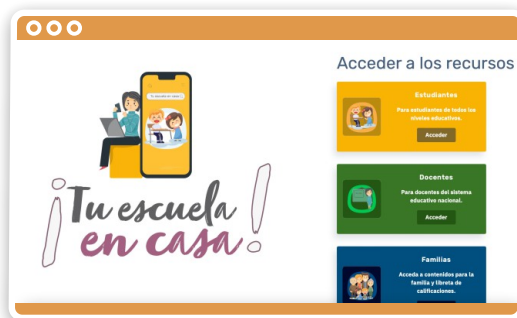 Acceder a los recursos
Estudiantes
Para estudiantes de todos los
niveles educativos.
Acceder
Docentes
Para docentes del sistema
educativo nacional.
Acceder
Familias
Acceda a contenidos para la
familia y libreta de
calificaciones.
¡Tu escuela
en casa!